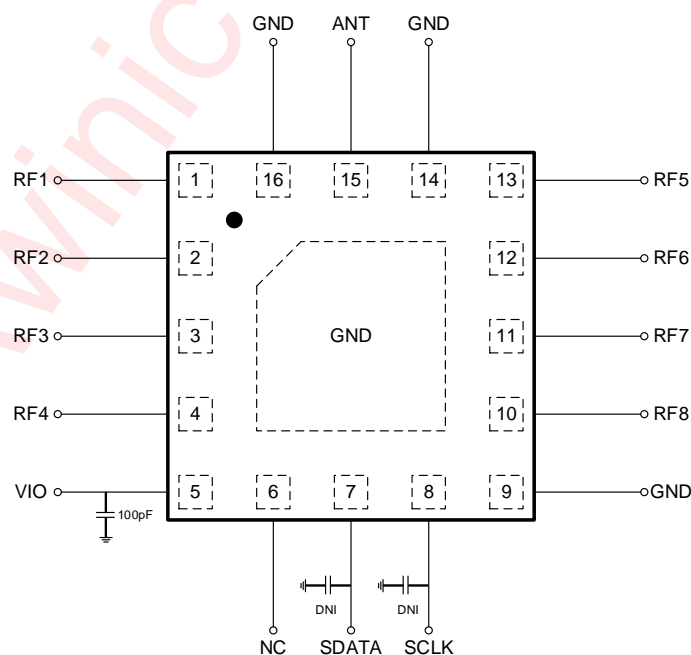 GND ANT GND
RF1 1 16 15 14 13 RF5
RF2 2 12 RF6
RF3 3 GND 11 RF7
RF4 4 10 RF8
VIO 5 6 7 8 9 GND
100pF
DNI DNI
NC SDATA SCLK
winic